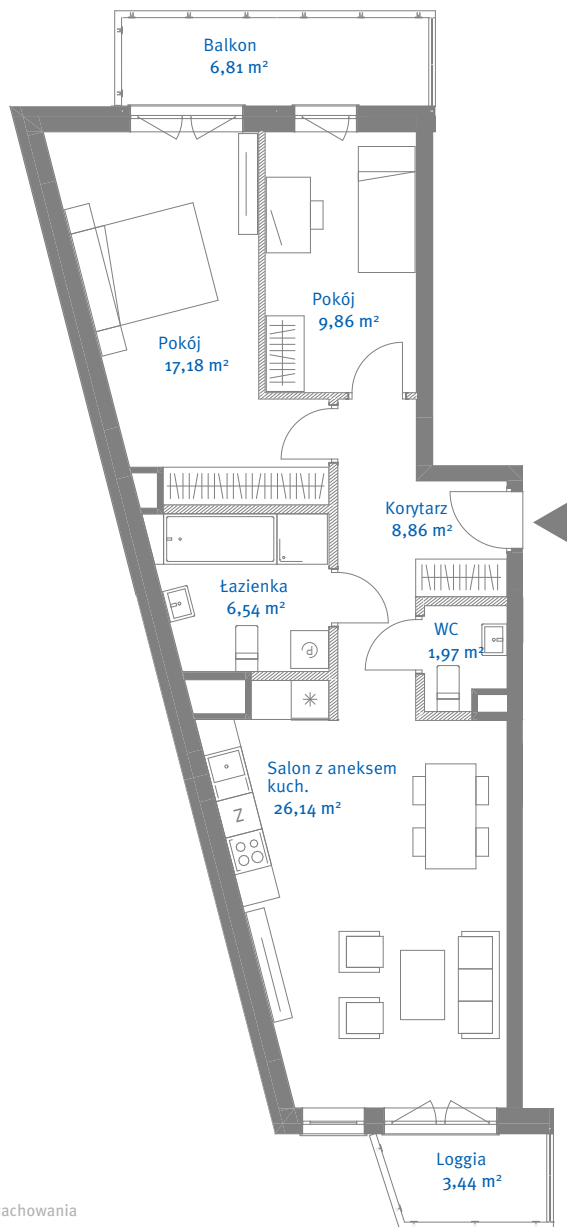 Balkon
6,81 m²
Pokój
9,86 m²
Pokój
17,18 m²
Korytarz
8,86 m²
Łazienka
6,54 m²
WC
1,97 m²
P
Salon z aneksem
kuch.
26,14 m²
Z
Loggia
3,44 m²
achowania